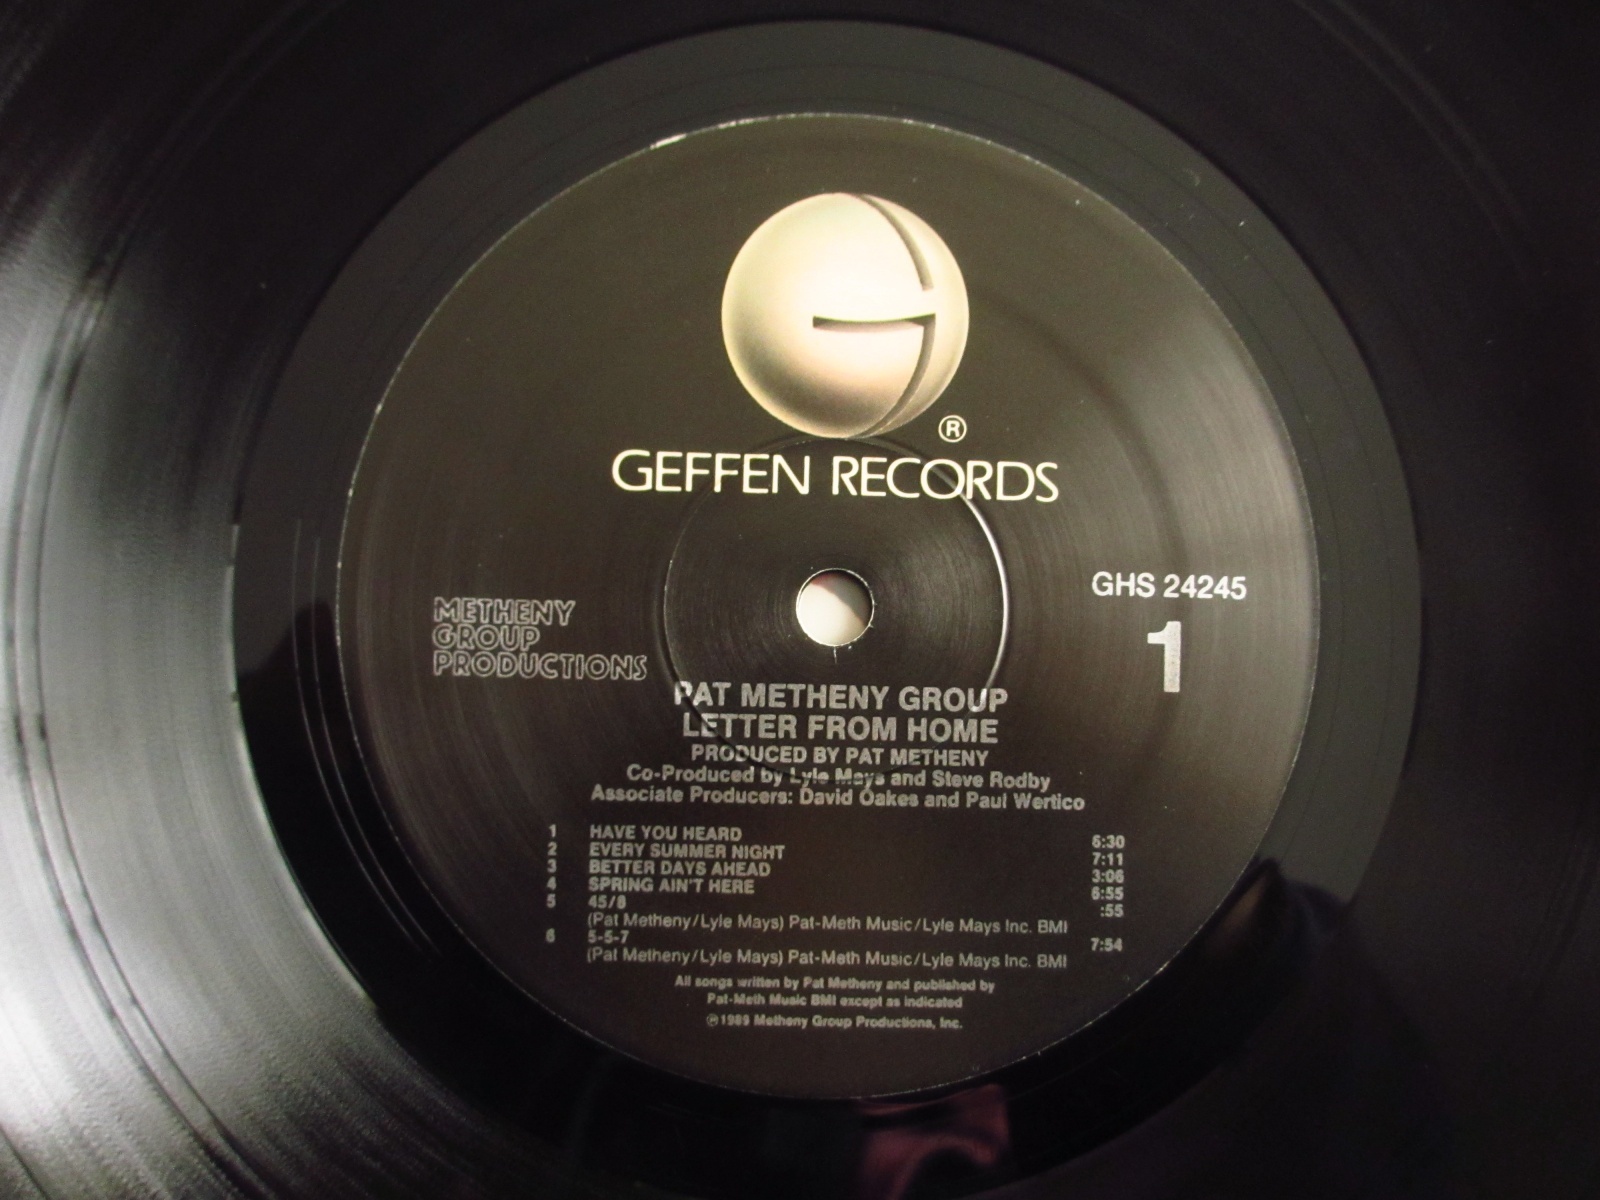 ®
GEFFEN RECORDS
GHS 24245
1
METHENY
GROUP
PRODUCTIONS
PAT METHENY GROUP
LETTER FROM HOME
PRODUCED BY PAT METHENY
Co-Produced by Lyle Mays and Steve Rodby
Associate Producers: David Oakes and Paul Wertico
1 HAVE YOU HEARD 6:30
2 EVERY SUMMER NIGHT 7:11
3 BETTER DAYS AHEAD 3:06
4 SPRING AIN'T HERE 6:55
5 45/8 :55
(Pat Metheny/Lyle Mays) Pat-Meth Music/Lyle Mays Inc. BMI
6 5-5-7 7:54
(Pat Metheny/Lyle Mays) Pat-Meth Music/Lyle Mays Inc. BMI
All songs written by Pat Metheny and published by
Pat-Meth Music BMI except as indicated
℗1989 Metheny Group Productions, Inc.